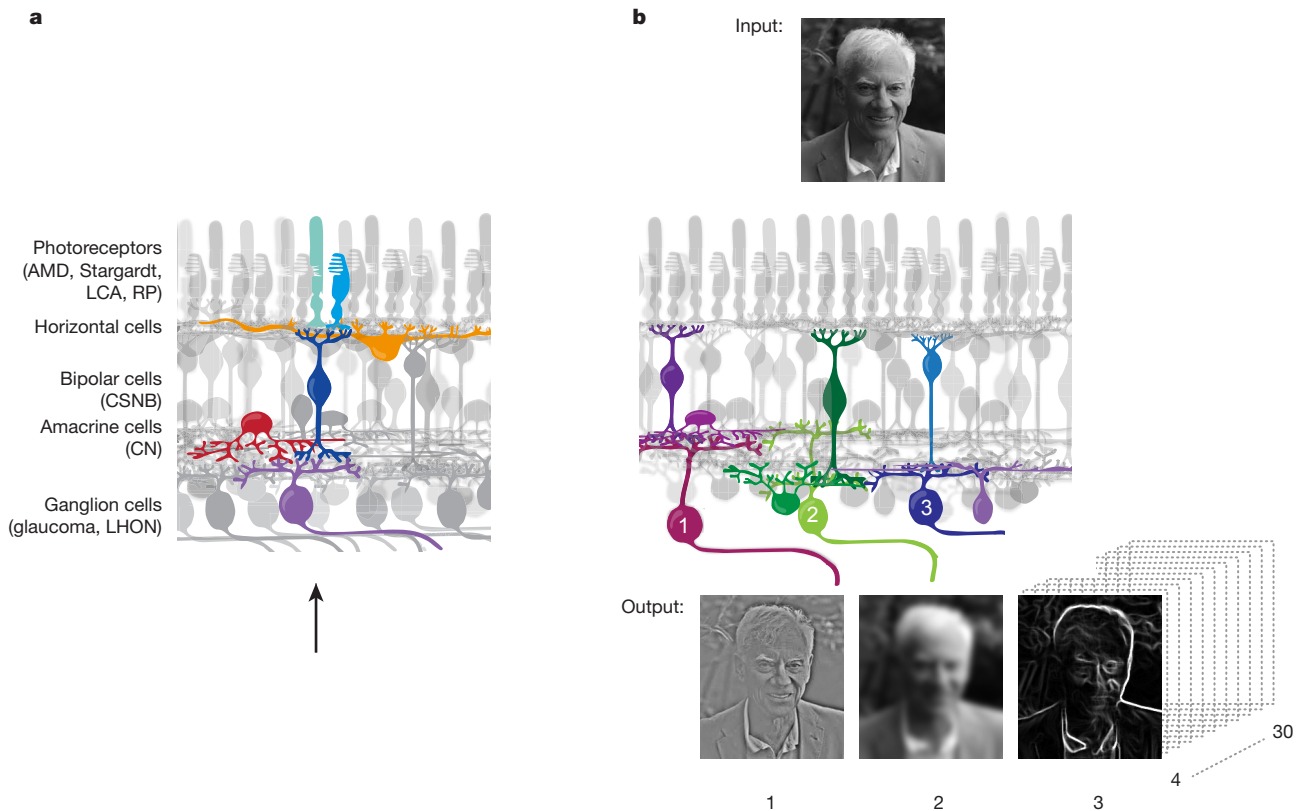 a
Photoreceptors
(AMD, Stargardt,
LCA, RP)
Horizontal cells
Bipolar cells
(CSNB)
Amacrine cells
(CN)
Ganglion cells
(glaucoma, LHON)
b
Input:
1
2
3
Output:
1
2
3
4
30